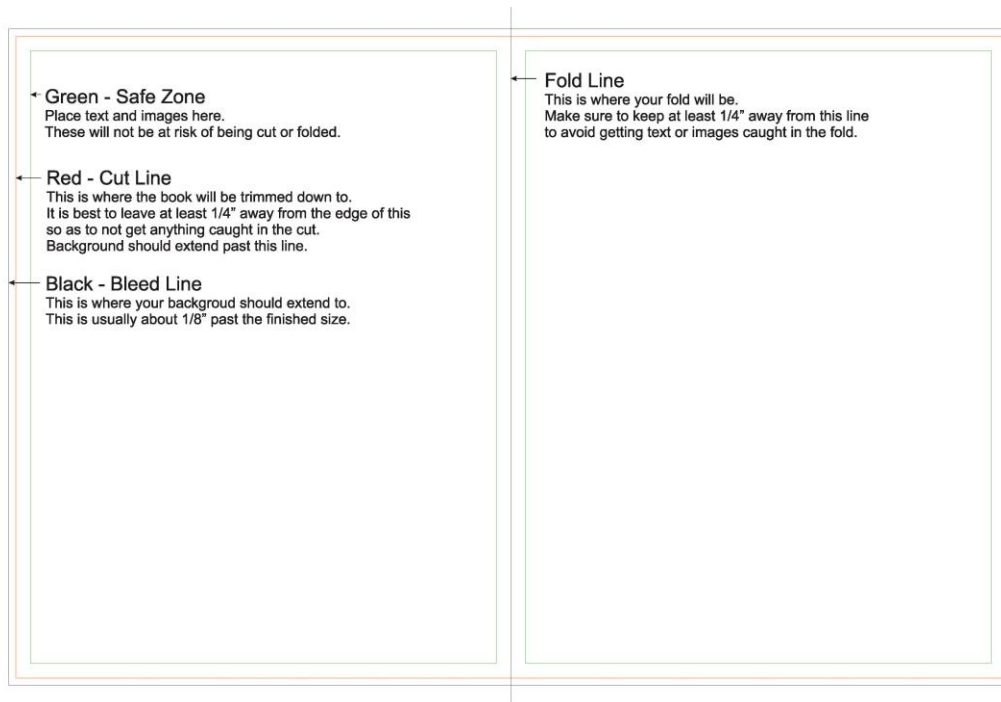 Green - Safe Zone
Place text and images here.
These will not be at risk of being cut or folded.
Red - Cut Line
This is where the book will be trimmed down to.
It is best to leave at least 1/4” away from the edge of this
so as to not get anything caught in the cut.
Background should extend past this line.
Black - Bleed Line
This is where your backgroud should extend to.
This is usually about 1/8” past the finished size.
Fold Line
This is where your fold will be.
Make sure to keep at least 1/4” away from this line
to avoid getting text or images caught in the fold.